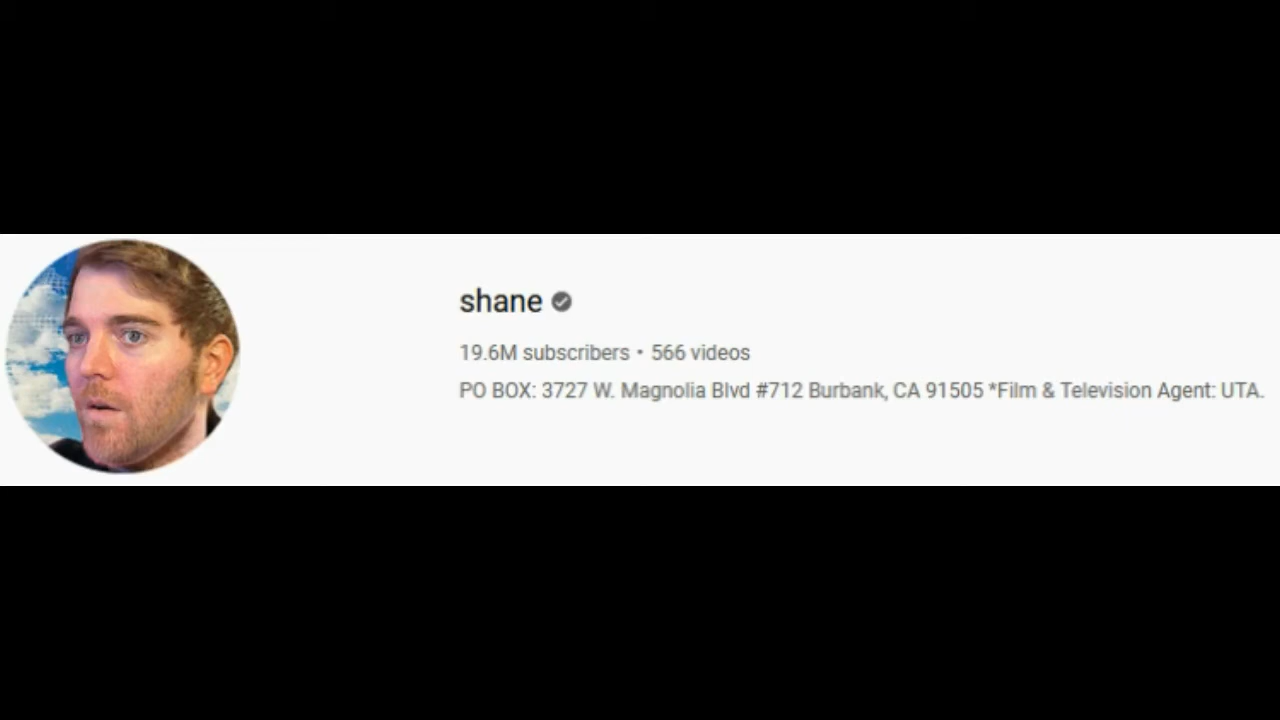 shane
19.6M subscribers • 566 videos
PO BOX: 3727 W. Magnolia Blvd #712 Burbank, CA 91505 *Film & Television Agent: UTA.